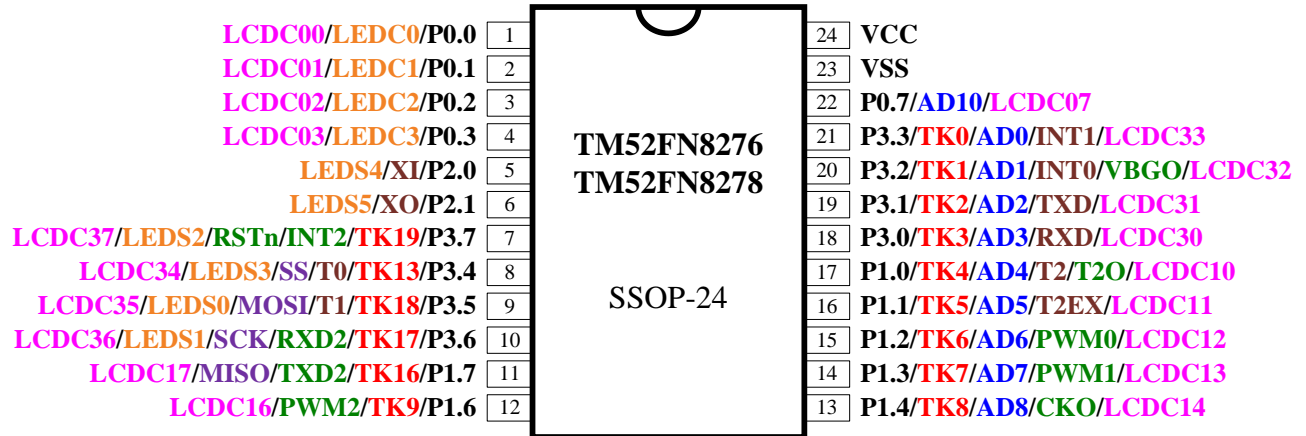 LCDC00/LEDC0/P0.0 1 24 VCC
LCDC01/LEDC1/P0.1 2 23 VSS
LCDC02/LEDC2/P0.2 3 22 P0.7/AD10/LCDC07
LCDC03/LEDC3/P0.3 4 TM52FN8276 21 P3.3/TK0/AD0/INT1/LCDC33
LEDS4/XI/P2.0 5 TM52FN8278 20 P3.2/TK1/AD1/INT0/VBGO/LCDC32
LEDS5/XO/P2.1 6 19 P3.1/TK2/AD2/TXD/LCDC31
LCDC37/LEDS2/RSTn/INT2/TK19/P3.7 7 18 P3.0/TK3/AD3/RXD/LCDC30
LCDC34/LEDS3/SS/T0/TK13/P3.4 8 17 P1.0/TK4/AD4/T2/T2O/LCDC10
LCDC35/LEDS0/MOSI/T1/TK18/P3.5 9 SSOP-24 16 P1.1/TK5/AD5/T2EX/LCDC11
LCDC36/LEDS1/SCK/RXD2/TK17/P3.6 10 15 P1.2/TK6/AD6/PWM0/LCDC12
LCDC17/MISO/TXD2/TK16/P1.7 11 14 P1.3/TK7/AD7/PWM1/LCDC13
LCDC16/PWM2/TK9/P1.6 12 13 P1.4/TK8/AD8/CKO/LCDC14